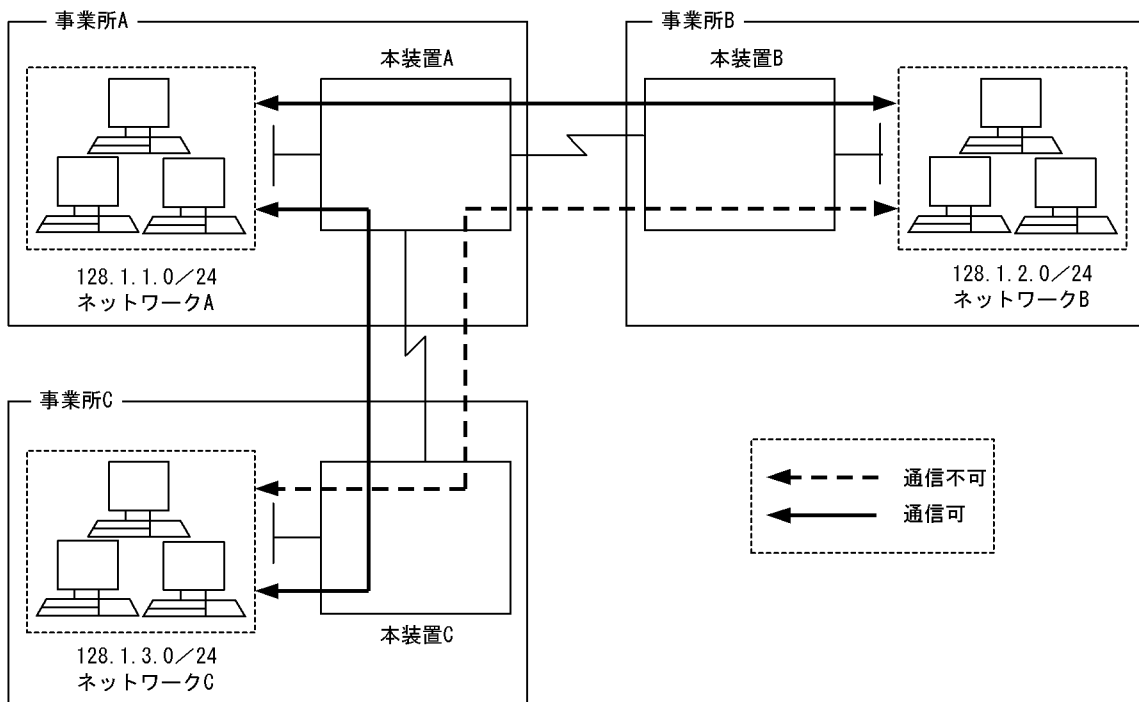 事業所A
本装置A
128.1.1.0／24
ネットワークA
事業所B
本装置B
128.1.2.0／24
ネットワークB
事業所C
128.1.3.0／24
ネットワークC
本装置C
通信不可
通信可